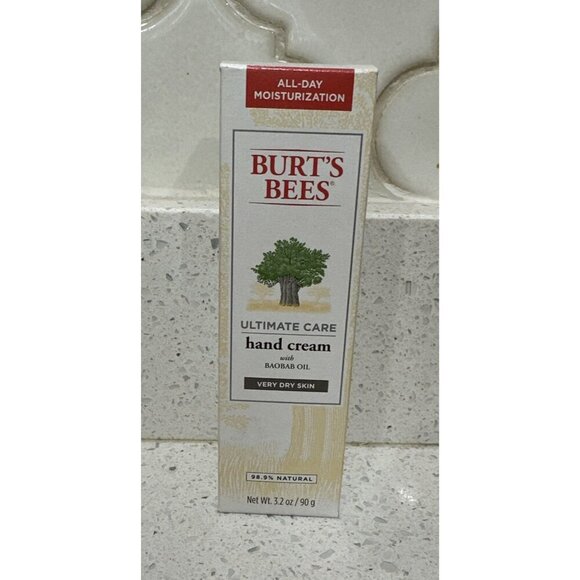 ALL-DAY
MOISTURIZATION
BURT'S
BEES®
ULTIMATE CARE
hand cream
with
BAOBAB OIL
VERY DRY SKIN
98.9% NATURAL
Net Wt. 3.2 oz / 90 g